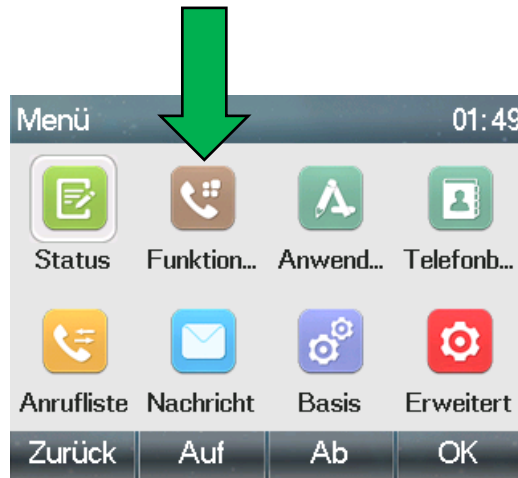 Menü 01:49
Status Funktion... Anwend... Telefonb...
Anrufliste Nachricht Basis Erweitert
Zurück Auf Ab OK